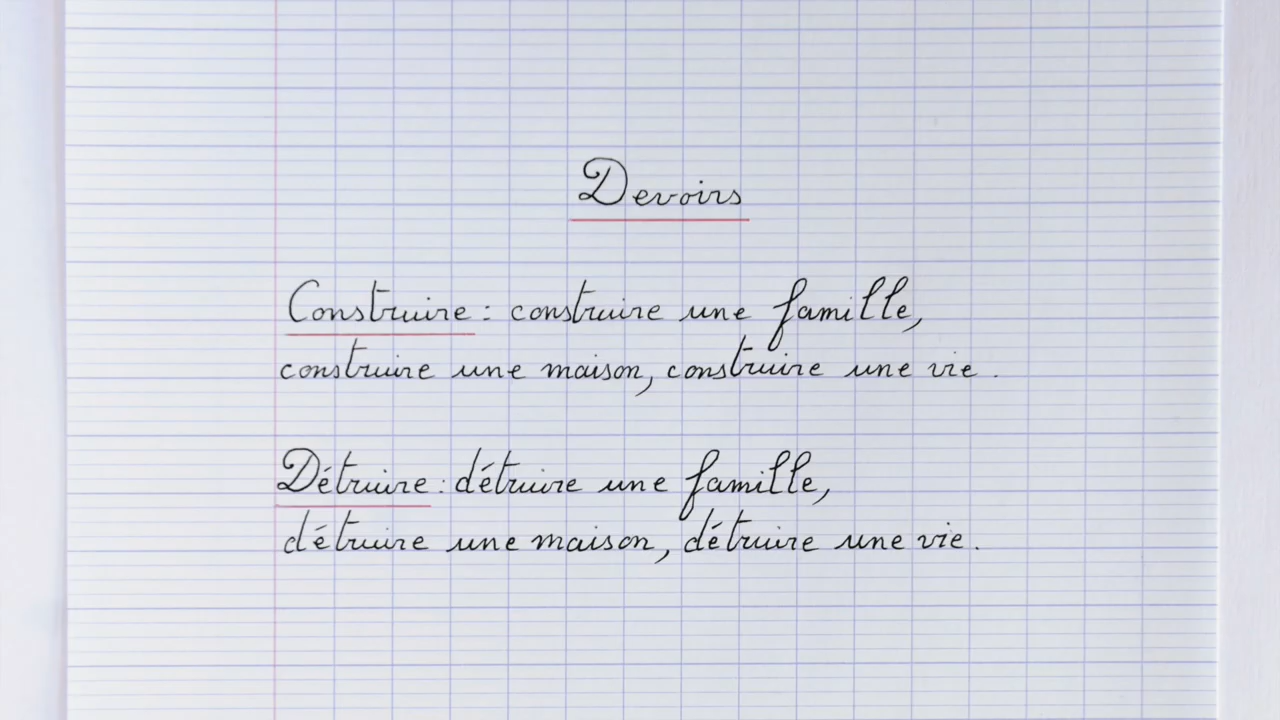 Devoirs
Construire : construire une famille,
construire une maison, construire une vie.
Détruire : détruire une famille,
détruire une maison, détruire une vie.